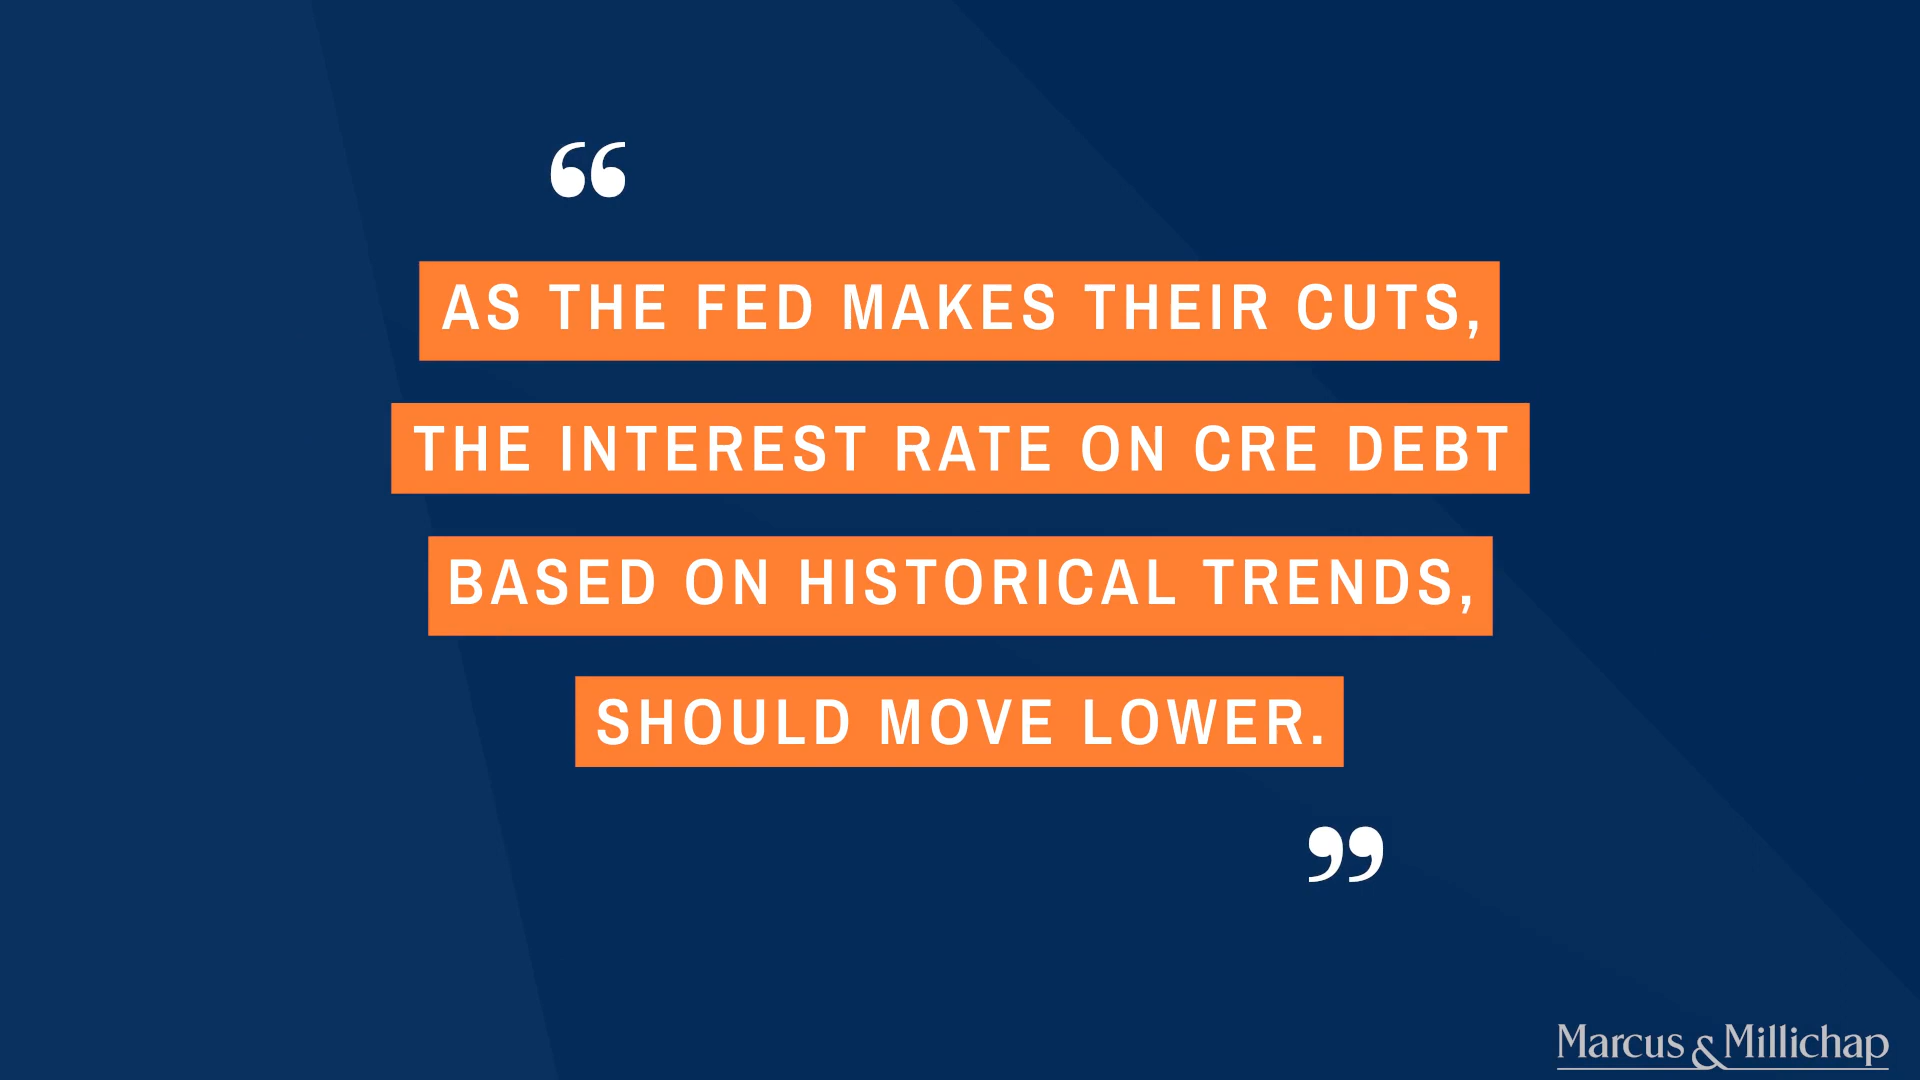 “
AS THE FED MAKES THEIR CUTS,
THE INTEREST RATE ON CRE DEBT
BASED ON HISTORICAL TRENDS,
SHOULD MOVE LOWER.
”
Marcus & Millichap